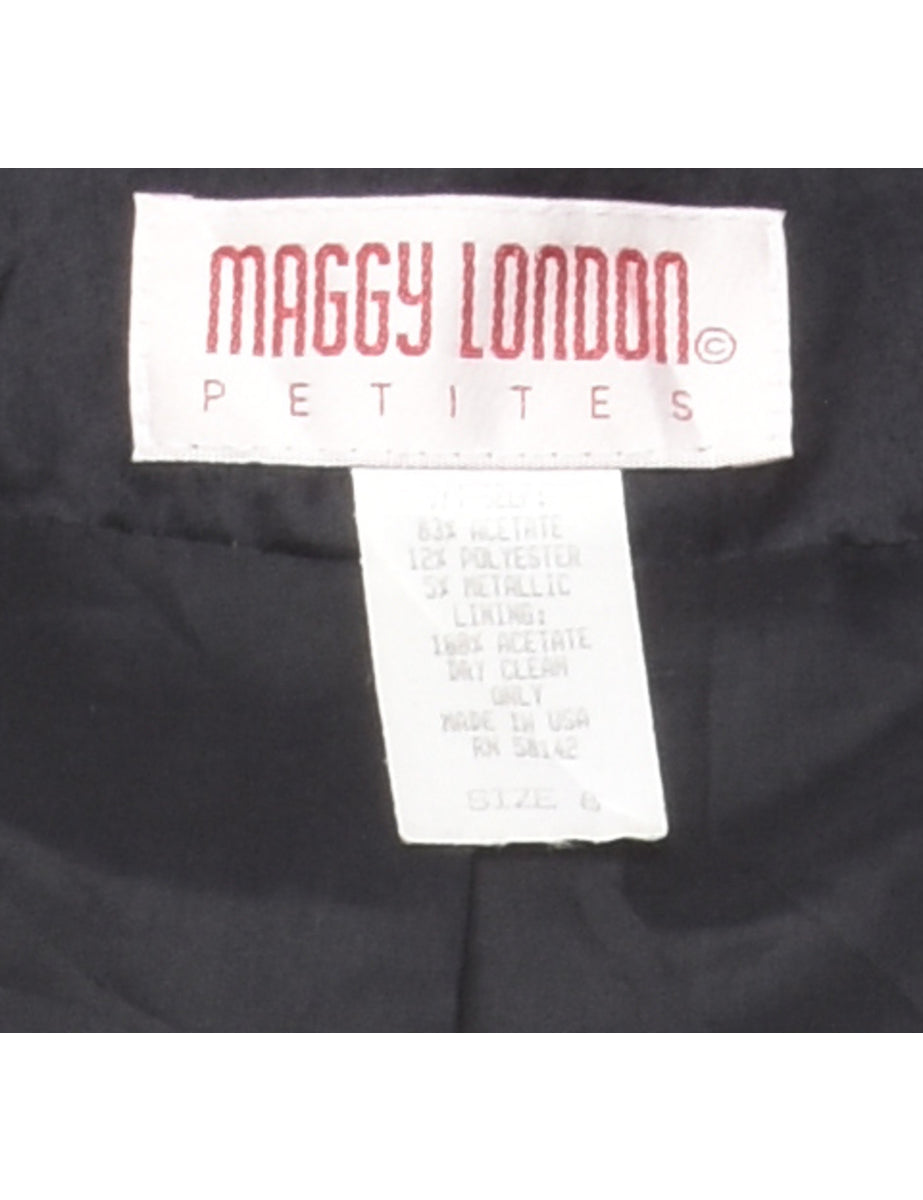 MAGGY LONDON ©
PETITES
SELF:
83% ACETATE
12% POLYESTER
5% METALLIC
LINING:
100% ACETATE
DRY CLEAN
ONLY
MADE IN USA
RN 58142
SIZE